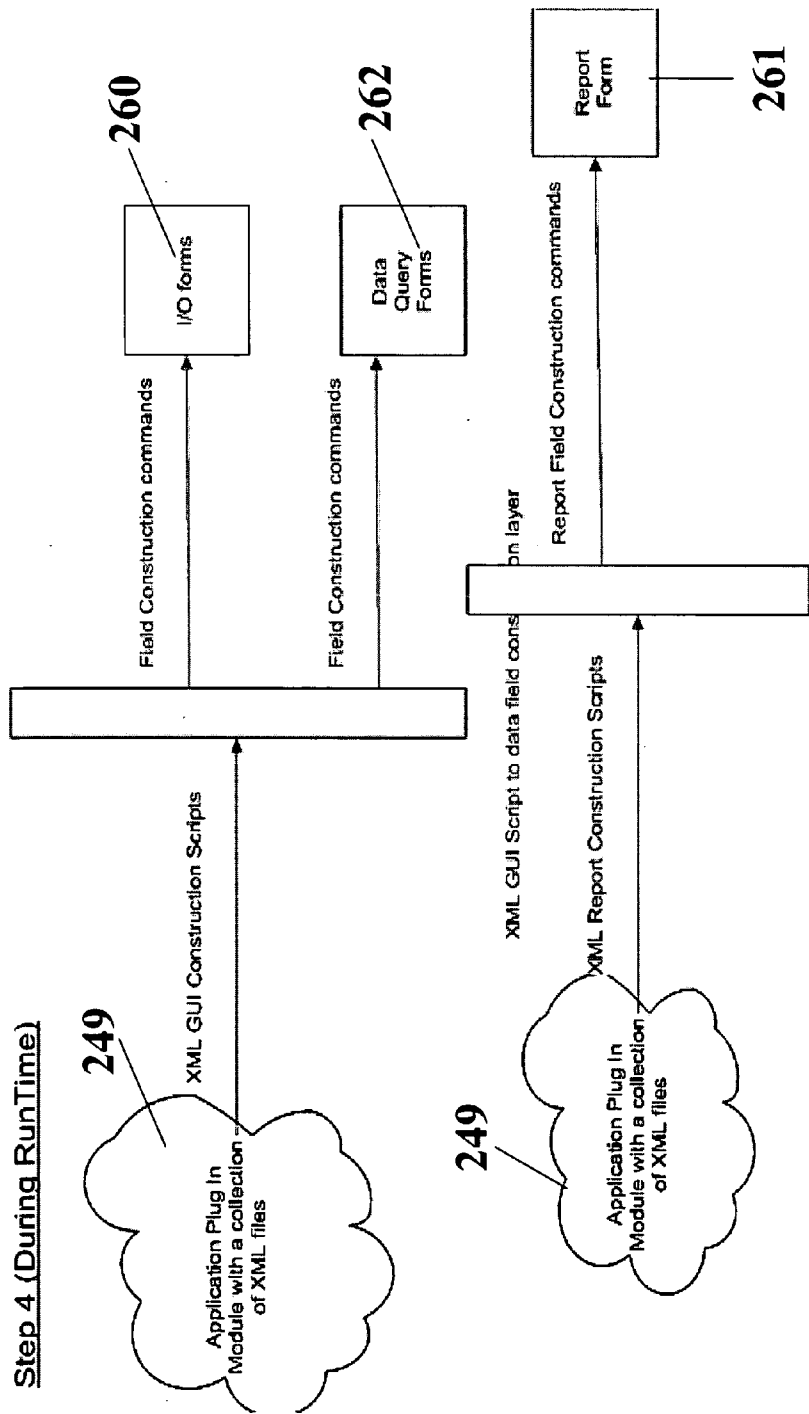 Step 4 (During RunTime)
249
Application Plug In
Module with a collection
of XML files
XML GUI Construction Scripts
Field Construction commands
I/O forms
260
Field Construction commands
Data
Query
Forms
262
XML GUI Script to data field cons on layer
249
Application Plug In
Module with a collection
of XML files
XML Report Construction Scripts
Report Field Construction commands
Report
Form
261